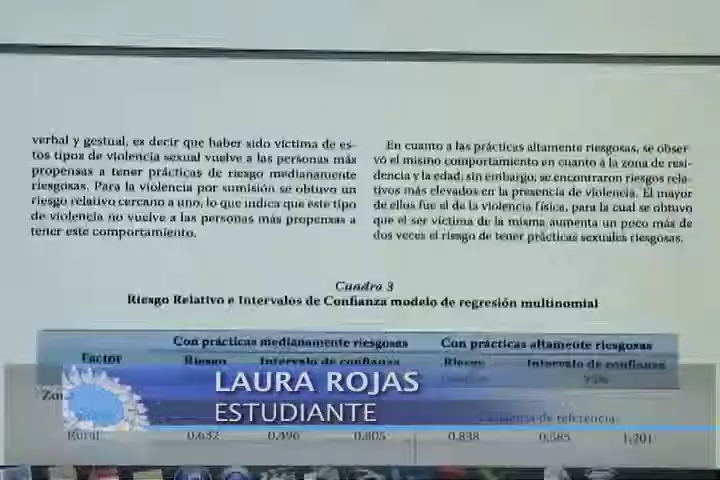 verbal y gestual, es decir que haber sido víctima de es-
tos tipos de violencia sexual vuelve a las personas más
propensas a tener prácticas de riesgo medianamente
riesgosas. Para la violencia por sumisión se obtuvo un
riesgo relativo cercano a uno, lo que indica que este tipo
de violencia no vuelve a las personas más propensas a
tener este comportamiento.
En cuanto a las prácticas altamente riesgosas, se obser
vó el mismo comportamiento en cuanto a la zona de resi-
dencia y la edad, sin embargo, se encontraron riesgos rela-
tivos más elevados en la presencia de violencia. El mayor
de ellos fue el de la violencia física, para la cual se obtuvo
que el ser víctima de la misma aumenta un poco más de
dos veces el riesgo de tener prácticas sexuales riesgosas.
Cuadro 3
Riesgo Relativo e Intervalos de Confianza modelo de regresión multinomial
Con prácticas medianamente riesgosas Con prácticas altamente riesgosas
Factor Riesgo Intervalo de confianza Riesgo Intervalo de confianza
95%
LAURA ROJAS
ESTUDIANTE
de referencia
Rural 0,632 0,496 0,805 0,838 0,585 1,201